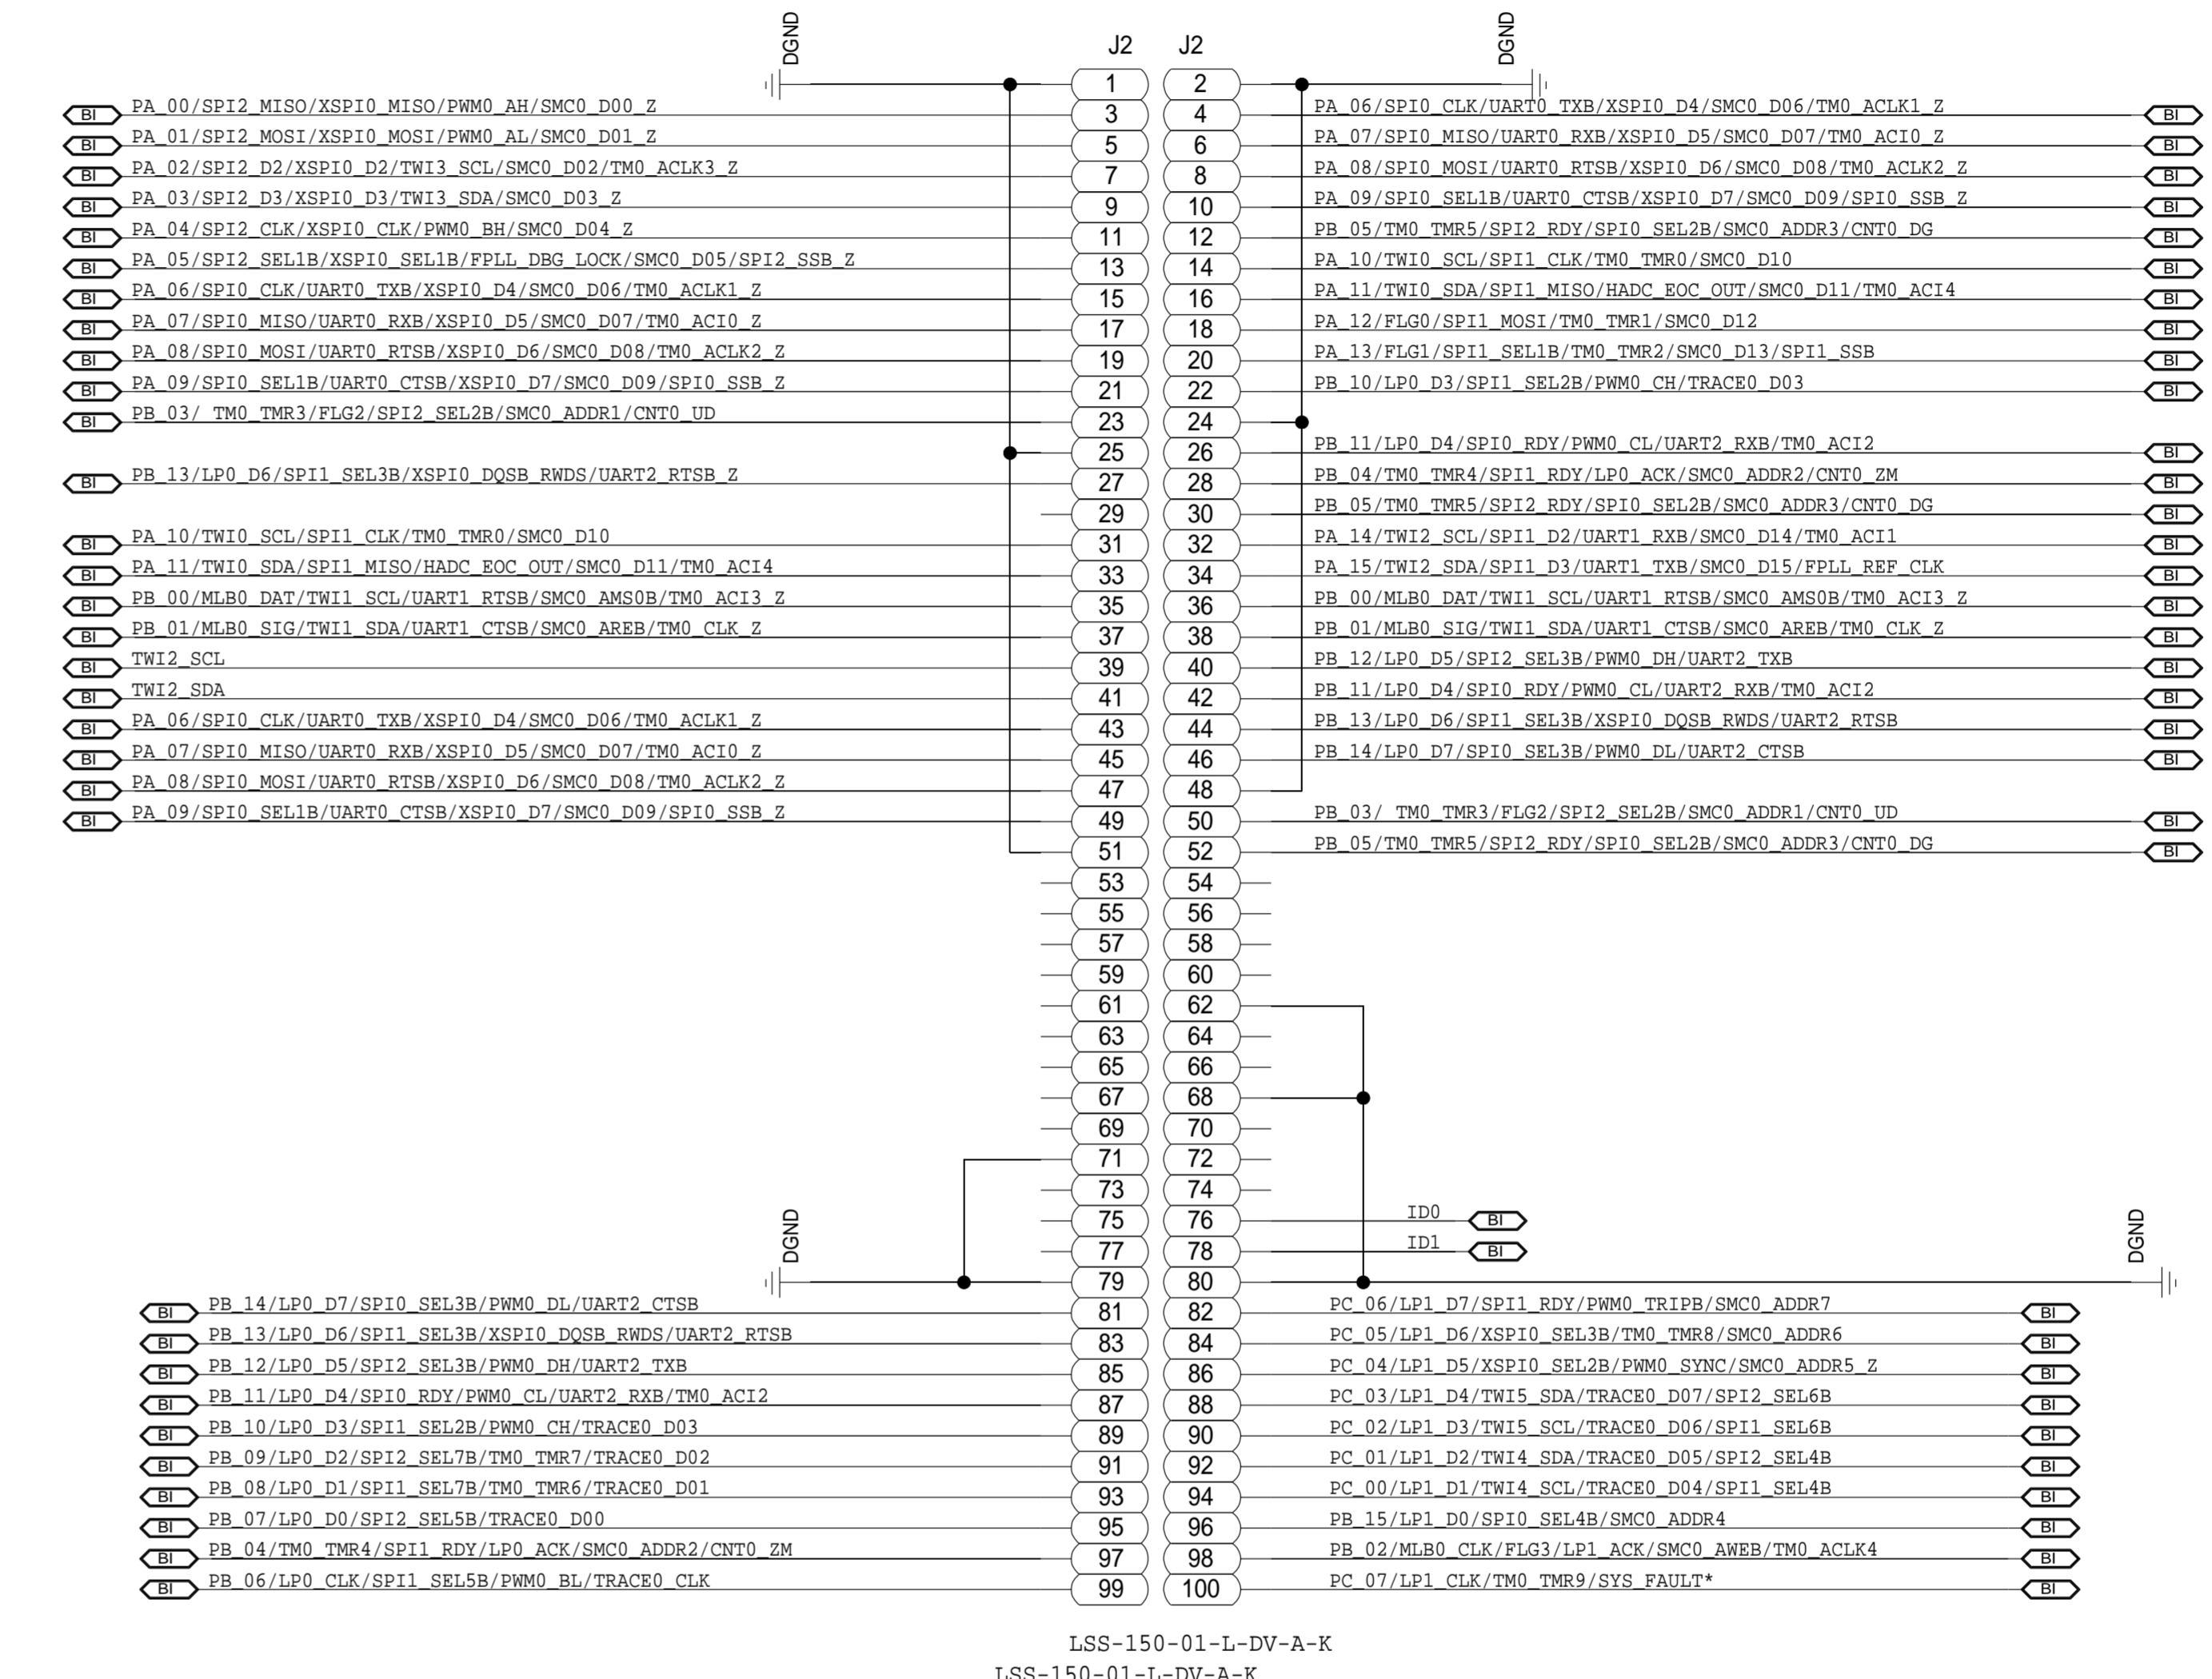 DGND
J2 J2
DGND
1 2
BI PA_00/SPI2_MISO/XSPI0_MISO/PWM0_AH/SMC0_D00_Z 3 4 PA_06/SPI0_CLK/UART0_TXB/XSPI0_D4/SMC0_D06/TM0_ACLK1_Z BI
BI PA_01/SPI2_MOSI/XSPI0_MOSI/PWM0_AL/SMC0_D01_Z 5 6 PA_07/SPI0_MISO/UART0_RXB/XSPI0_D5/SMC0_D07/TM0_ACI0_Z BI
BI PA_02/SPI2_D2/XSPI0_D2/TWI3_SCL/SMC0_D02/TM0_ACLK3_Z 7 8 PA_08/SPI0_MOSI/UART0_RTSB/XSPI0_D6/SMC0_D08/TM0_ACLK2_Z BI
BI PA_03/SPI2_D3/XSPI0_D3/TWI3_SDA/SMC0_D03_Z 9 10 PA_09/SPI0_SEL1B/UART0_CTSB/XSPI0_D7/SMC0_D09/SPI0_SSB_Z BI
BI PA_04/SPI2_CLK/XSPI0_CLK/PWM0_BH/SMC0_D04_Z 11 12 PB_05/TM0_TMR5/SPI2_RDY/SPI0_SEL2B/SMC0_ADDR3/CNT0_DG BI
BI PA_05/SPI2_SEL1B/XSPI0_SEL1B/FPLL_DBG_LOCK/SMC0_D05/SPI2_SSB_Z 13 14 PA_10/TWI0_SCL/SPI1_CLK/TM0_TMR0/SMC0_D10 BI
BI PA_06/SPI0_CLK/UART0_TXB/XSPI0_D4/SMC0_D06/TM0_ACLK1_Z 15 16 PA_11/TWI0_SDA/SPI1_MISO/HADC_EOC_OUT/SMC0_D11/TM0_ACI4 BI
BI PA_07/SPI0_MISO/UART0_RXB/XSPI0_D5/SMC0_D07/TM0_ACI0_Z 17 18 PA_12/FLG0/SPI1_MOSI/TM0_TMR1/SMC0_D12 BI
BI PA_08/SPI0_MOSI/UART0_RTSB/XSPI0_D6/SMC0_D08/TM0_ACLK2_Z 19 20 PA_13/FLG1/SPI1_SEL1B/TM0_TMR2/SMC0_D13/SPI1_SSB BI
BI PA_09/SPI0_SEL1B/UART0_CTSB/XSPI0_D7/SMC0_D09/SPI0_SSB_Z 21 22 PB_10/LP0_D3/SPI1_SEL2B/PWM0_CH/TRACE0_D03 BI
BI PB_03/ TM0_TMR3/FLG2/SPI2_SEL2B/SMC0_ADDR1/CNT0_UD 23 24
25 26 PB_11/LP0_D4/SPI0_RDY/PWM0_CL/UART2_RXB/TM0_ACI2 BI
BI PB_13/LP0_D6/SPI1_SEL3B/XSPI0_DQSB_RWDS/UART2_RTSB_Z 27 28 PB_04/TM0_TMR4/SPI1_RDY/LP0_ACK/SMC0_ADDR2/CNT0_ZM BI
29 30 PB_05/TM0_TMR5/SPI2_RDY/SPI0_SEL2B/SMC0_ADDR3/CNT0_DG BI
BI PA_10/TWI0_SCL/SPI1_CLK/TM0_TMR0/SMC0_D10 31 32 PA_14/TWI2_SCL/SPI1_D2/UART1_RXB/SMC0_D14/TM0_ACI1 BI
BI PA_11/TWI0_SDA/SPI1_MISO/HADC_EOC_OUT/SMC0_D11/TM0_ACI4 33 34 PA_15/TWI2_SDA/SPI1_D3/UART1_TXB/SMC0_D15/FPLL_REF_CLK BI
BI PB_00/MLB0_DAT/TWI1_SCL/UART1_RTSB/SMC0_AMS0B/TM0_ACI3_Z 35 36 PB_00/MLB0_DAT/TWI1_SCL/UART1_RTSB/SMC0_AMS0B/TM0_ACI3_Z BI
BI PB_01/MLB0_SIG/TWI1_SDA/UART1_CTSB/SMC0_AREB/TM0_CLK_Z 37 38 PB_01/MLB0_SIG/TWI1_SDA/UART1_CTSB/SMC0_AREB/TM0_CLK_Z BI
BI TWI2_SCL 39 40 PB_12/LP0_D5/SPI2_SEL3B/PWM0_DH/UART2_TXB BI
BI TWI2_SDA 41 42 PB_11/LP0_D4/SPI0_RDY/PWM0_CL/UART2_RXB/TM0_ACI2 BI
BI PA_06/SPI0_CLK/UART0_TXB/XSPI0_D4/SMC0_D06/TM0_ACLK1_Z 43 44 PB_13/LP0_D6/SPI1_SEL3B/XSPI0_DQSB_RWDS/UART2_RTSB BI
BI PA_07/SPI0_MISO/UART0_RXB/XSPI0_D5/SMC0_D07/TM0_ACI0_Z 45 46 PB_14/LP0_D7/SPI0_SEL3B/PWM0_DL/UART2_CTSB BI
BI PA_08/SPI0_MOSI/UART0_RTSB/XSPI0_D6/SMC0_D08/TM0_ACLK2_Z 47 48
BI PA_09/SPI0_SEL1B/UART0_CTSB/XSPI0_D7/SMC0_D09/SPI0_SSB_Z 49 50 PB_03/ TM0_TMR3/FLG2/SPI2_SEL2B/SMC0_ADDR1/CNT0_UD BI
51 52 PB_05/TM0_TMR5/SPI2_RDY/SPI0_SEL2B/SMC0_ADDR3/CNT0_DG BI
53 54
55 56
57 58
59 60
61 62
63 64
65 66
67 68
69 70
71 72
73 74
75 76 ID0 BI
77 78 ID1 BI
DGND 79 80 DGND
BI PB_14/LP0_D7/SPI0_SEL3B/PWM0_DL/UART2_CTSB 81 82 PC_06/LP1_D7/SPI1_RDY/PWM0_TRIPB/SMC0_ADDR7 BI
BI PB_13/LP0_D6/SPI1_SEL3B/XSPI0_DQSB_RWDS/UART2_RTSB 83 84 PC_05/LP1_D6/XSPI0_SEL3B/TM0_TMR8/SMC0_ADDR6 BI
BI PB_12/LP0_D5/SPI2_SEL3B/PWM0_DH/UART2_TXB 85 86 PC_04/LP1_D5/XSPI0_SEL2B/PWM0_SYNC/SMC0_ADDR5_Z BI
BI PB_11/LP0_D4/SPI0_RDY/PWM0_CL/UART2_RXB/TM0_ACI2 87 88 PC_03/LP1_D4/TWI5_SDA/TRACE0_D07/SPI2_SEL6B BI
BI PB_10/LP0_D3/SPI1_SEL2B/PWM0_CH/TRACE0_D03 89 90 PC_02/LP1_D3/TWI5_SCL/TRACE0_D06/SPI1_SEL6B BI
BI PB_09/LP0_D2/SPI2_SEL7B/TM0_TMR7/TRACE0_D02 91 92 PC_01/LP1_D2/TWI4_SDA/TRACE0_D05/SPI2_SEL4B BI
BI PB_08/LP0_D1/SPI1_SEL7B/TM0_TMR6/TRACE0_D01 93 94 PC_00/LP1_D1/TWI4_SCL/TRACE0_D04/SPI1_SEL4B BI
BI PB_07/LP0_D0/SPI2_SEL5B/TRACE0_D00 95 96 PB_15/LP1_D0/SPI0_SEL4B/SMC0_ADDR4 BI
BI PB_04/TM0_TMR4/SPI1_RDY/LP0_ACK/SMC0_ADDR2/CNT0_ZM 97 98 PB_02/MLB0_CLK/FLG3/LP1_ACK/SMC0_AWEB/TM0_ACLK4 BI
BI PB_06/LP0_CLK/SPI1_SEL5B/PWM0_BL/TRACE0_CLK 99 100 PC_07/LP1_CLK/TM0_TMR9/SYS_FAULT* BI
LSS-150-01-L-DV-A-K
LSS-150-01-L-DV-A-K